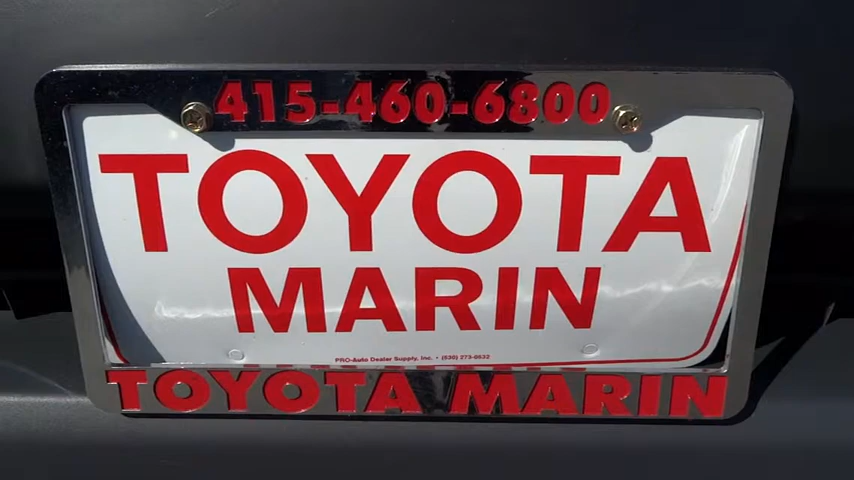 415-460-6800
TOYOTA
MARIN
PRO-Auto Dealer Supply, Inc. • (530) 273-0632
TOYOTA MARIN